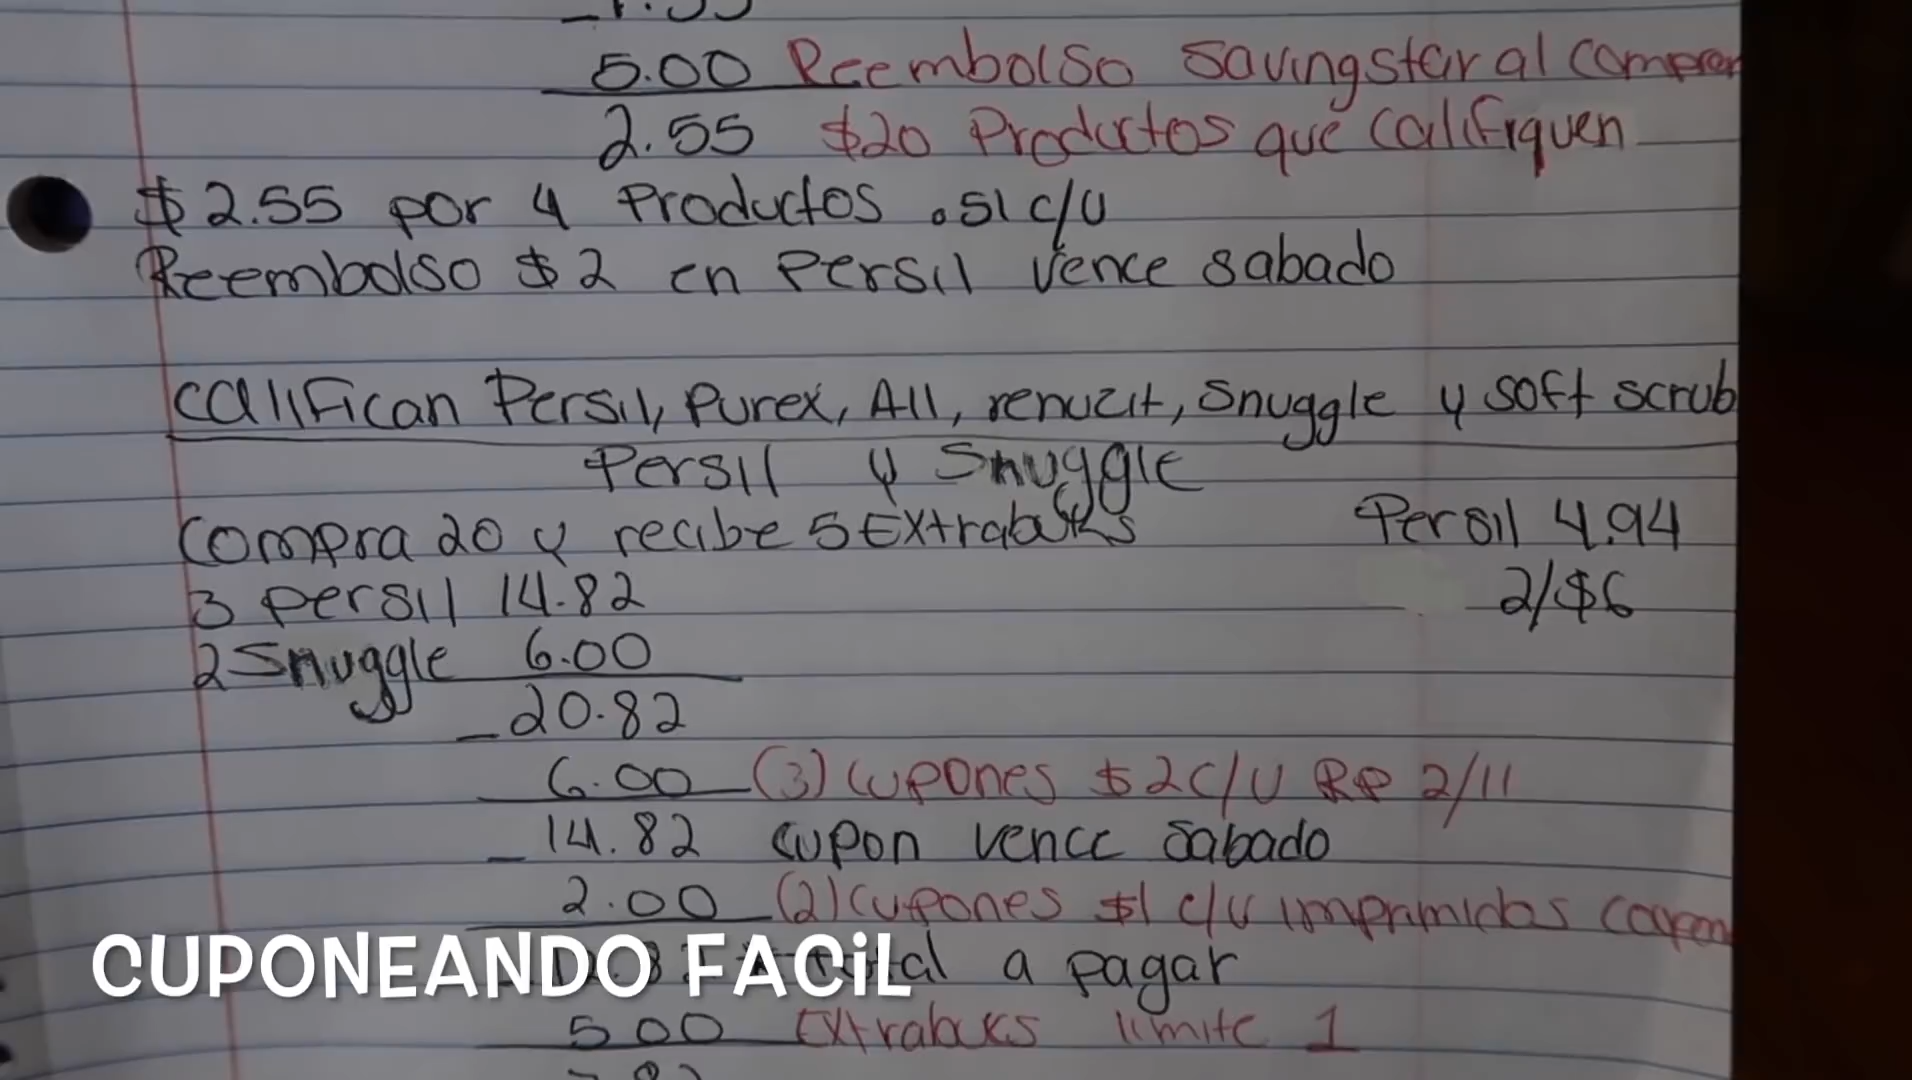 5.00 Reembolso Savingstar al comprar
2.55 $20 Productos que califiquen
$2.55 por 4 Productos .51 c/u
Reembolso $2 en Persil vence sabado
califican Persil, Purex, All, renuzit, Snuggle y soft scrub
Persil y Snuggle
compra 20 y recibe 5 Extrabuks
Persil 4.94
3 persil 14.82
2/$6
2 Snuggle 6.00
- 20.82
6.00 (3) cupones $2 c/u RP 2/11
- 14.82 cupon vence sabado
2.00 (2) cupones $1 c/u imprimidos
total a pagar
CUPONEANDO FACiL
5 00 Extrabuks limite 1